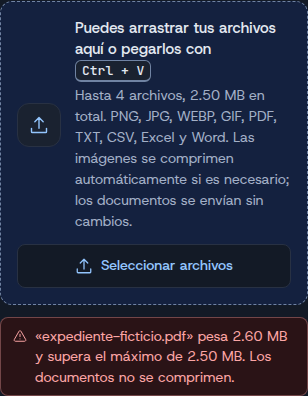 Puedes arrastrar tus archivos
aquí o pegarlos con
Ctrl + V
Hasta 4 archivos, 2.50 MB en
total. PNG, JPG, WEBP, GIF, PDF,
TXT, CSV, Excel y Word. Las
imágenes se comprimen
automáticamente si es necesario;
los documentos se envían sin
cambios.
Seleccionar archivos
«expediente-ficticio.pdf» pesa 2.60 MB
y supera el máximo de 2.50 MB. Los
documentos no se comprimen.